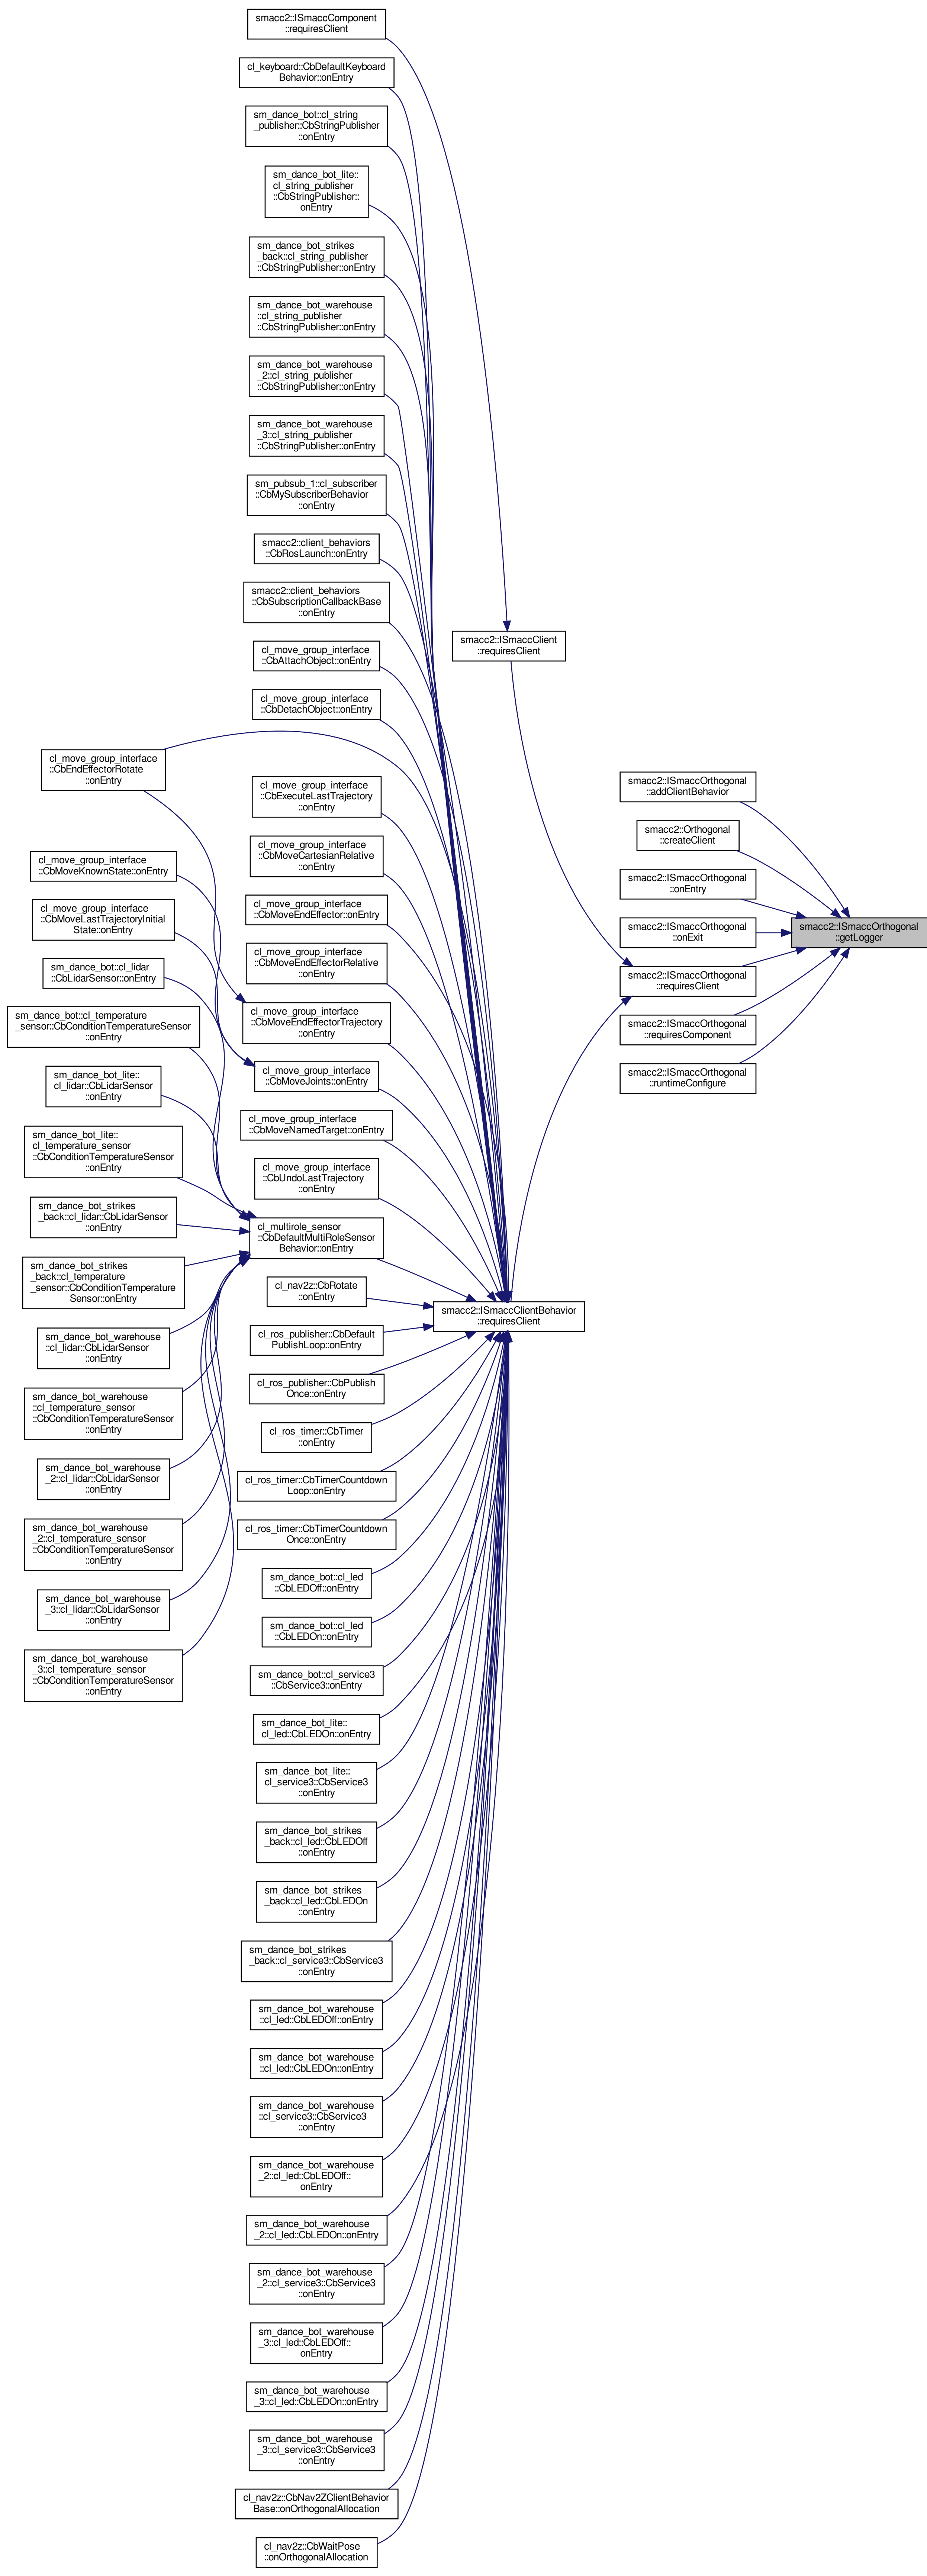 smacc2::ISmaccComponent
::requiresClient
cl_keyboard::CbDefaultKeyboard
Behavior::onEntry
sm_dance_bot::cl_string
_publisher::CbStringPublisher
::onEntry
sm_dance_bot_lite::
cl_string_publisher
::CbStringPublisher::
onEntry
sm_dance_bot_strikes
_back::cl_string_publisher
::CbStringPublisher::onEntry
sm_dance_bot_warehouse
::cl_string_publisher
::CbStringPublisher::onEntry
sm_dance_bot_warehouse
_2::cl_string_publisher
::CbStringPublisher::onEntry
sm_dance_bot_warehouse
_3::cl_string_publisher
::CbStringPublisher::onEntry
sm_pubsub_1::cl_subscriber
::CbMySubscriberBehavior
::onEntry
smacc2::client_behaviors
::CbRosLaunch::onEntry
smacc2::client_behaviors
::CbSubscriptionCallbackBase
::onEntry
cl_move_group_interface
::CbAttachObject::onEntry
cl_move_group_interface
::CbDetachObject::onEntry
cl_move_group_interface
::CbEndEffectorRotate
::onEntry
cl_move_group_interface
::CbExecuteLastTrajectory
::onEntry
cl_move_group_interface
::CbMoveCartesianRelative
::onEntry
cl_move_group_interface
::CbMoveKnownState::onEntry
cl_move_group_interface
::CbMoveEndEffector::onEntry
cl_move_group_interface
::CbMoveLastTrajectoryInitial
State::onEntry
cl_move_group_interface
::CbMoveEndEffectorRelative
::onEntry
sm_dance_bot::cl_lidar
::CbLidarSensor::onEntry
cl_move_group_interface
::CbMoveEndEffectorTrajectory
::onEntry
sm_dance_bot::cl_temperature
_sensor::CbConditionTemperatureSensor
::onEntry
cl_move_group_interface
::CbMoveJoints::onEntry
sm_dance_bot_lite::
cl_lidar::CbLidarSensor
::onEntry
cl_move_group_interface
::CbMoveNamedTarget::onEntry
sm_dance_bot_lite::
cl_temperature_sensor
::CbConditionTemperatureSensor
::onEntry
cl_move_group_interface
::CbUndoLastTrajectory
::onEntry
sm_dance_bot_strikes
_back::cl_lidar::CbLidarSensor
::onEntry
cl_multirole_sensor
::CbDefaultMultiRoleSensor
Behavior::onEntry
sm_dance_bot_strikes
_back::cl_temperature
_sensor::CbConditionTemperature
Sensor::onEntry
cl_nav2z::CbRotate
::onEntry
sm_dance_bot_warehouse
::cl_lidar::CbLidarSensor
::onEntry
cl_ros_publisher::CbDefault
PublishLoop::onEntry
sm_dance_bot_warehouse
::cl_temperature_sensor
::CbConditionTemperatureSensor
::onEntry
cl_ros_publisher::CbPublish
Once::onEntry
cl_ros_timer::CbTimer
::onEntry
sm_dance_bot_warehouse
_2::cl_lidar::CbLidarSensor
::onEntry
cl_ros_timer::CbTimerCountdown
Loop::onEntry
sm_dance_bot_warehouse
_2::cl_temperature_sensor
::CbConditionTemperatureSensor
::onEntry
cl_ros_timer::CbTimerCountdown
Once::onEntry
sm_dance_bot_warehouse
_3::cl_lidar::CbLidarSensor
::onEntry
sm_dance_bot::cl_led
::CbLEDOff::onEntry
sm_dance_bot::cl_led
::CbLEDOn::onEntry
sm_dance_bot_warehouse
_3::cl_temperature_sensor
::CbConditionTemperatureSensor
::onEntry
sm_dance_bot::cl_service3
::CbService3::onEntry
sm_dance_bot_lite::
cl_led::CbLEDOn::onEntry
sm_dance_bot_lite::
cl_service3::CbService3
::onEntry
sm_dance_bot_strikes
_back::cl_led::CbLEDOff
::onEntry
sm_dance_bot_strikes
_back::cl_led::CbLEDOn
::onEntry
sm_dance_bot_strikes
_back::cl_service3::CbService3
::onEntry
sm_dance_bot_warehouse
::cl_led::CbLEDOff::onEntry
sm_dance_bot_warehouse
::cl_led::CbLEDOn::onEntry
sm_dance_bot_warehouse
::cl_service3::CbService3
::onEntry
sm_dance_bot_warehouse
_2::cl_led::CbLEDOff::
onEntry
sm_dance_bot_warehouse
_2::cl_led::CbLEDOn::onEntry
sm_dance_bot_warehouse
_2::cl_service3::CbService3
::onEntry
sm_dance_bot_warehouse
_3::cl_led::CbLEDOff::
onEntry
sm_dance_bot_warehouse
_3::cl_led::CbLEDOn::onEntry
sm_dance_bot_warehouse
_3::cl_service3::CbService3
::onEntry
cl_nav2z::CbNav2ZClientBehavior
Base::onOrthogonalAllocation
cl_nav2z::CbWaitPose
::onOrthogonalAllocation
smacc2::ISmaccClient
::requiresClient
smacc2::ISmaccClientBehavior
::requiresClient
smacc2::ISmaccOrthogonal
::addClientBehavior
smacc2::Orthogonal
::createClient
smacc2::ISmaccOrthogonal
::onEntry
smacc2::ISmaccOrthogonal
::onExit
smacc2::ISmaccOrthogonal
::requiresClient
smacc2::ISmaccOrthogonal
::requiresComponent
smacc2::ISmaccOrthogonal
::runtimeConfigure
smacc2::ISmaccOrthogonal
::getLogger